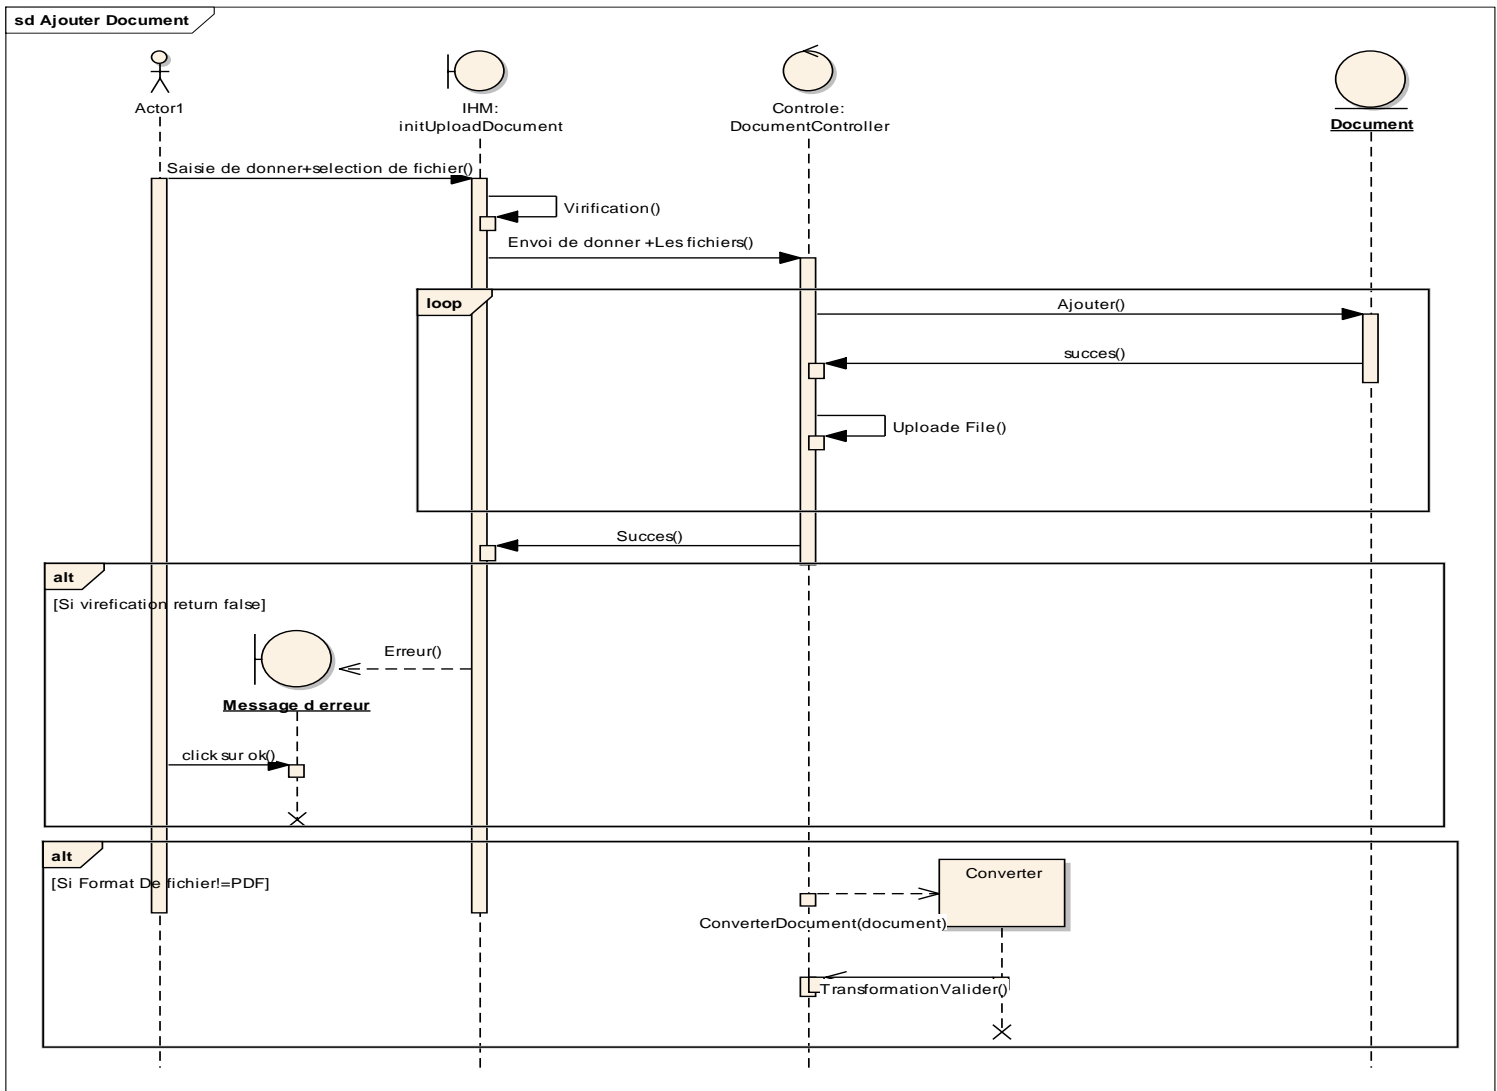 sd Ajouter Document
Actor1
IHM:
initUploadDocument
Controle:
DocumentController
Document
Saisie de donner+selection de fichier()
Virification()
Envoi de donner +Les fichiers()
loop
Ajouter()
succes()
Uploade File()
Succes()
alt
[Si virefication return false]
Erreur()
Message d erreur
click sur ok()
alt
[Si Format De fichier!=PDF]
Converter
ConverterDocument(document)
TransformationValider()